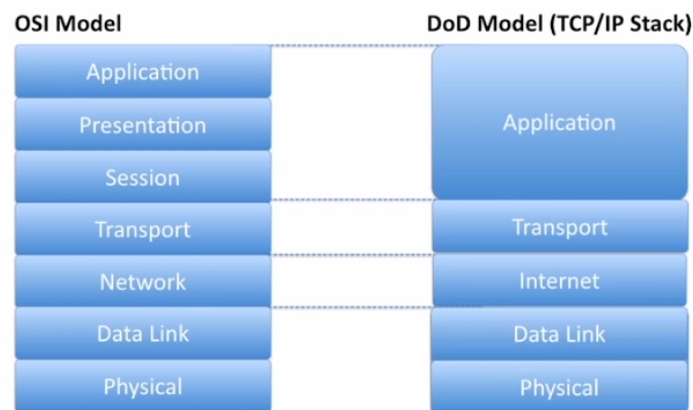 OSI Model
Application
Presentation
Session
Transport
Network
Data Link
Physical
DoD Model (TCP/IP Stack)
Application
Transport
Internet
Data Link
Physical